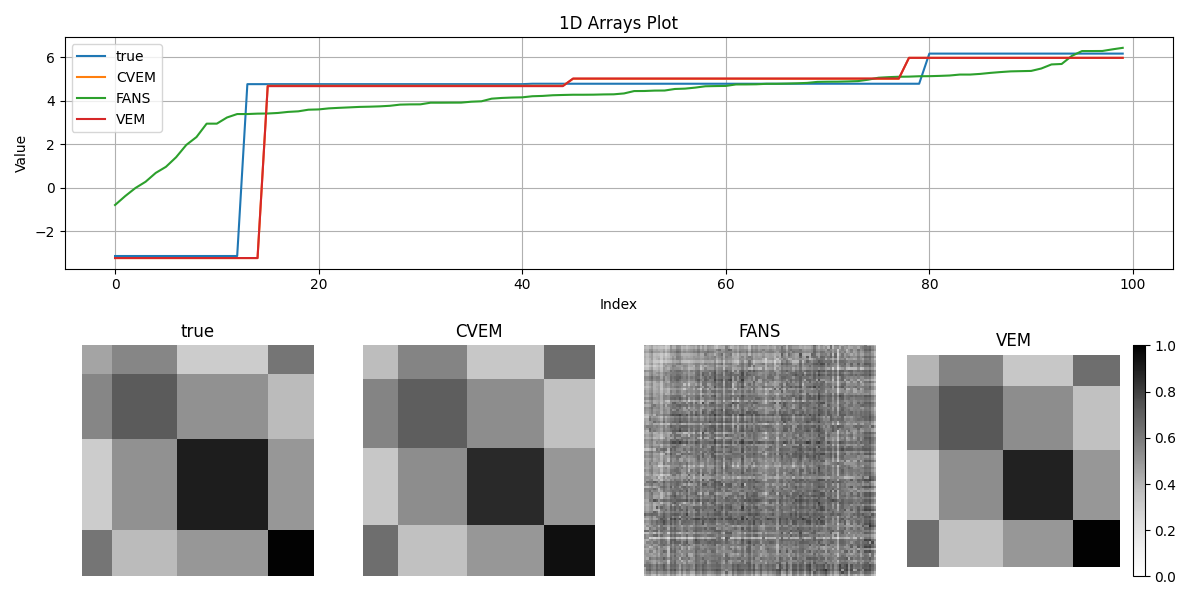 1D Arrays Plot
true
CVEM
FANS
VEM
Value
6
4
2
0
−2
0 20 40 60 80 100
Index
true CVEM FANS VEM
1.0
0.8
0.6
0.4
0.2
0.0